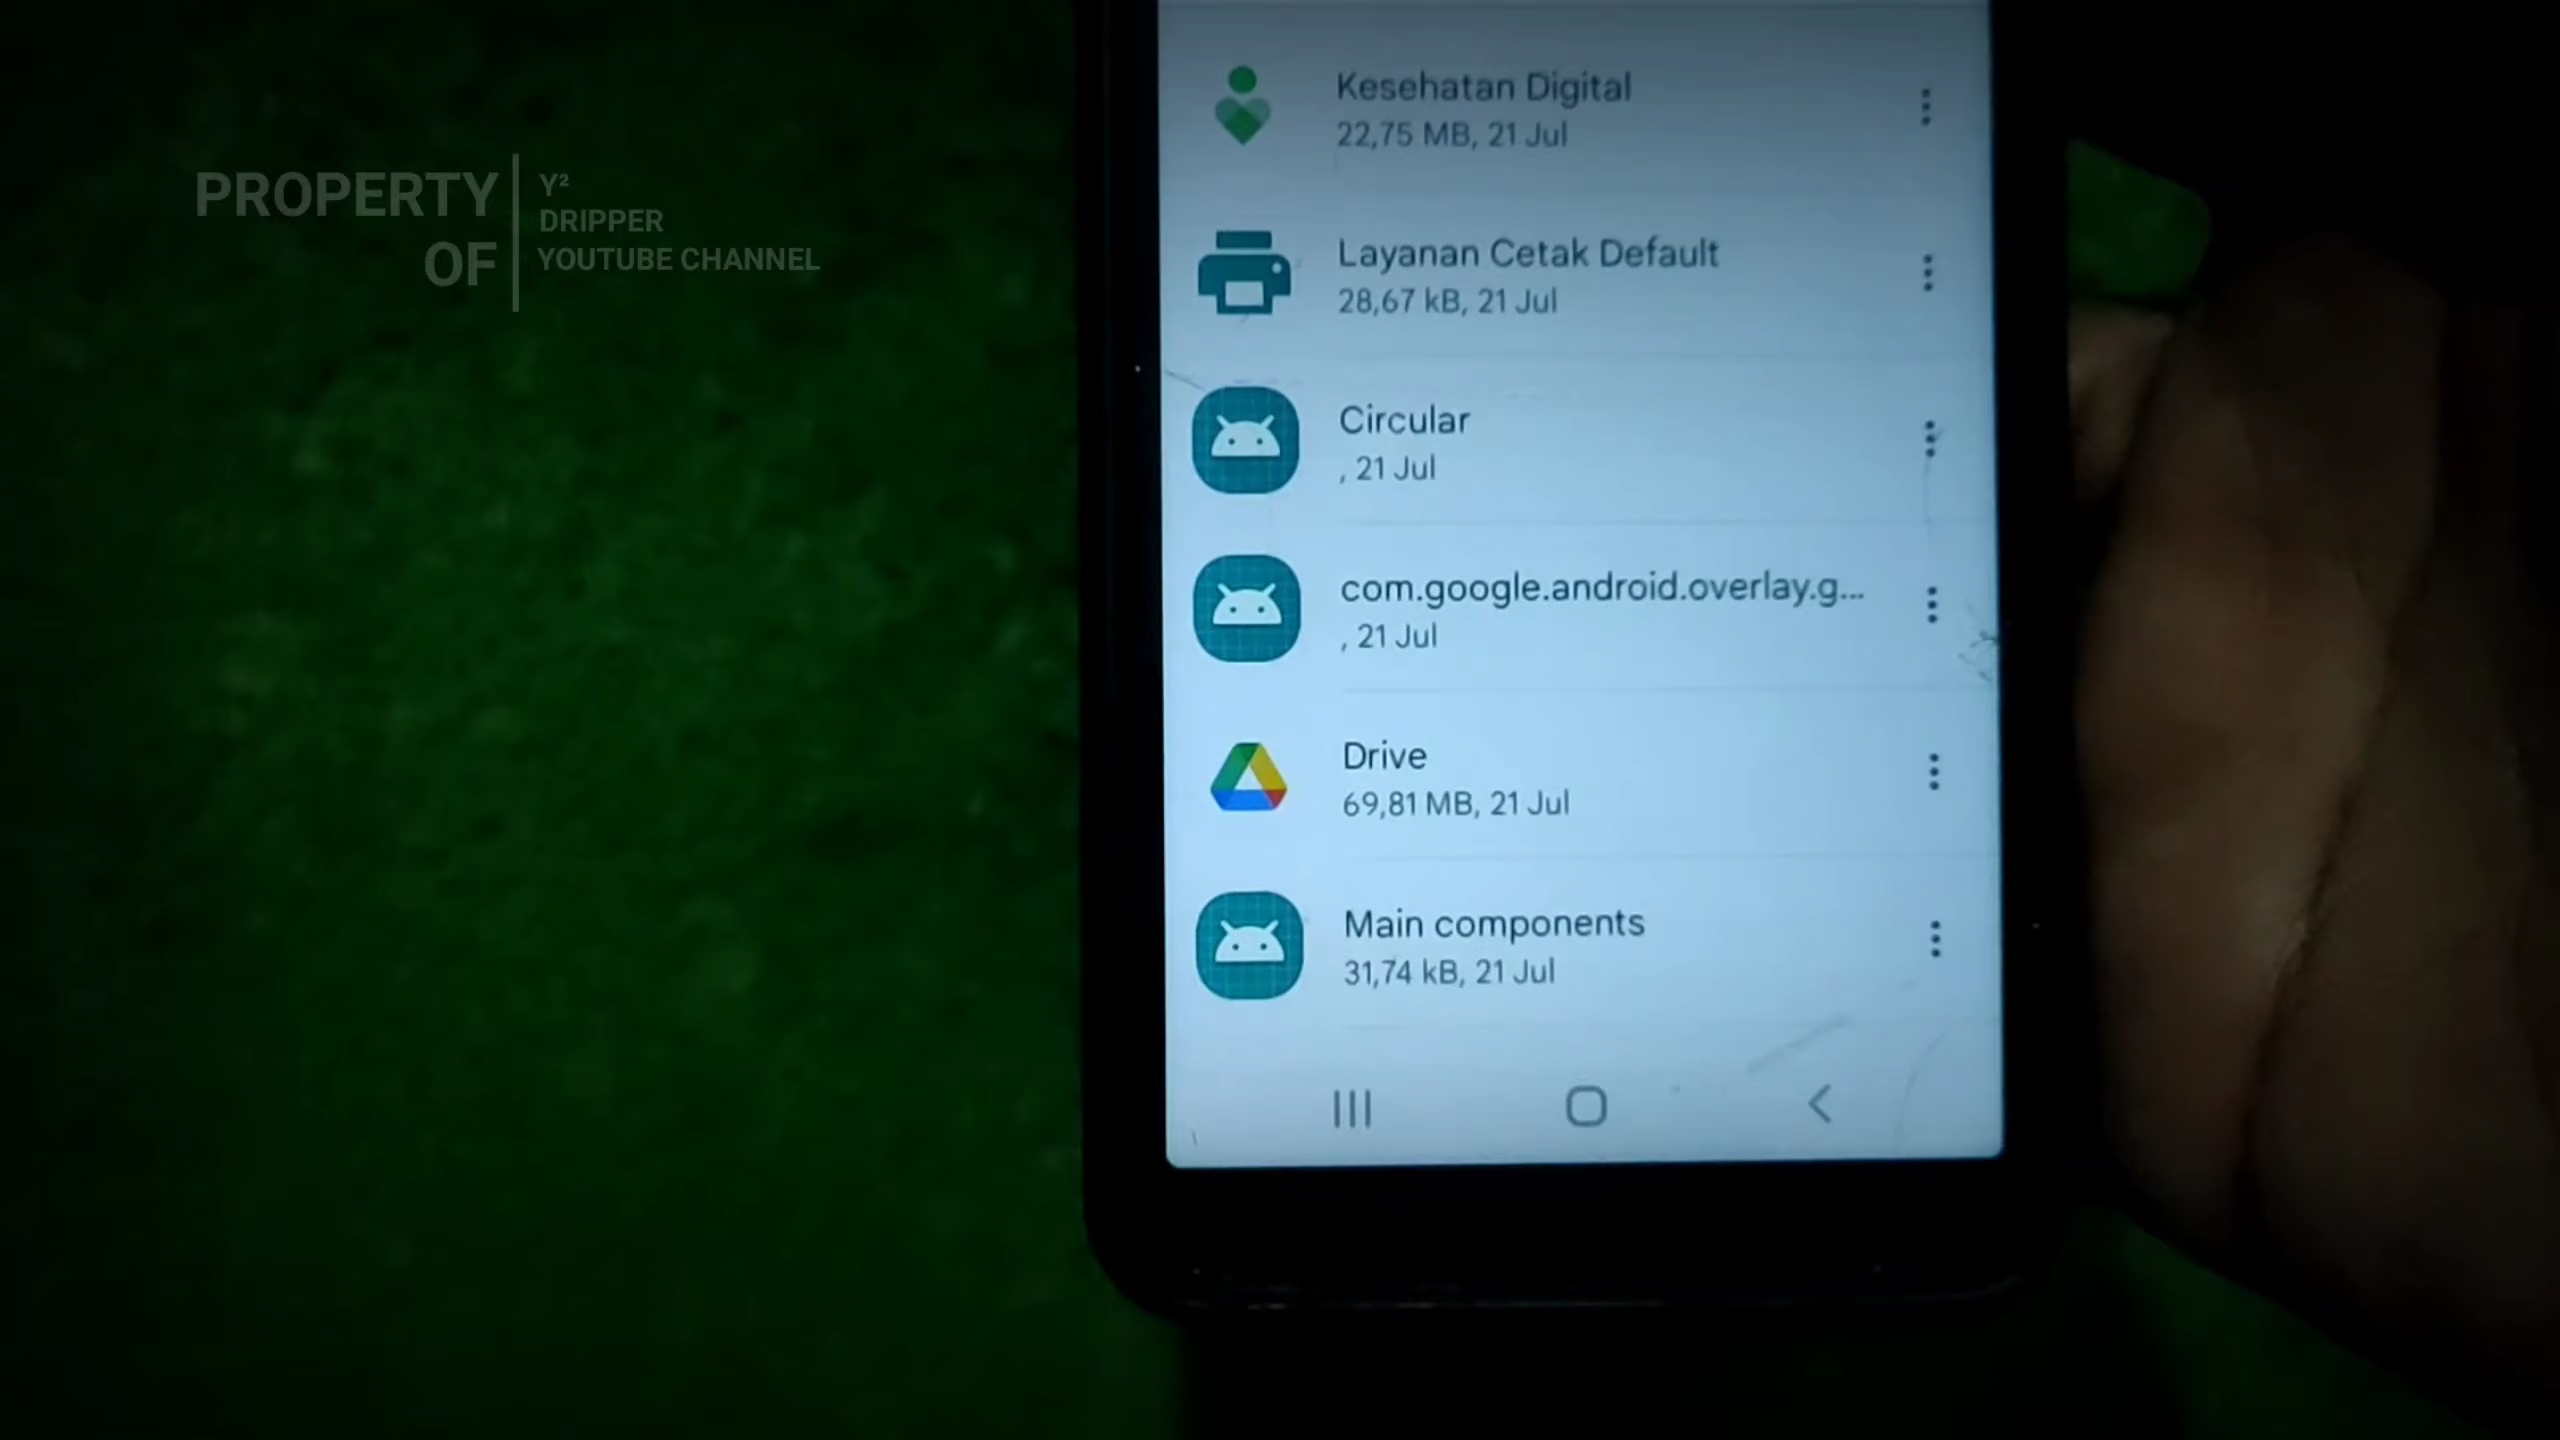 PROPERTY
OF
Y²
DRIPPER
YOUTUBE CHANNEL
Kesehatan Digital
22,75 MB, 21 Jul
Layanan Cetak Default
28,67 kB, 21 Jul
Circular
, 21 Jul
com.google.android.overlay.g...
, 21 Jul
Drive
69,81 MB, 21 Jul
Main components
31,74 kB, 21 Jul